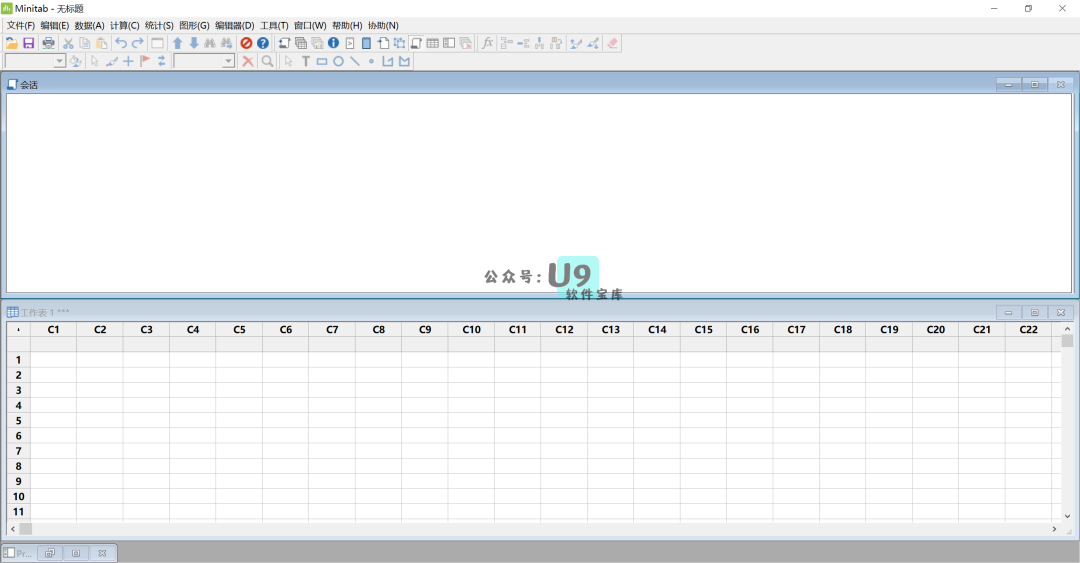 Minitab - 无标题
文件(F) 编辑(E) 数据(A) 计算(C) 统计(S) 图形(G) 编辑器(D) 工具(T) 窗口(W) 帮助(H) 协助(N)
会话
公众号: U9
软件宝库
工作表 1 ***
C1 C2 C3 C4 C5 C6 C7 C8 C9 C10 C11 C12 C13 C14 C15 C16 C17 C18 C19 C20 C21 C22
1
2
3
4
5
6
7
8
9
10
11
Pr...